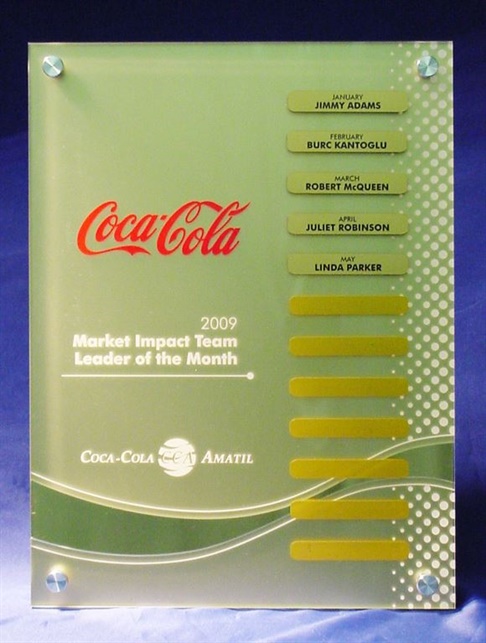 Coca-Cola
2009
Market Impact Team
Leader of the Month
COCA-COLA CCA AMATIL
JANUARY
JIMMY ADAMS
FEBRUARY
BURC KANTOGLU
MARCH
ROBERT McQUEEN
APRIL
JULIET ROBINSON
MAY
LINDA PARKER